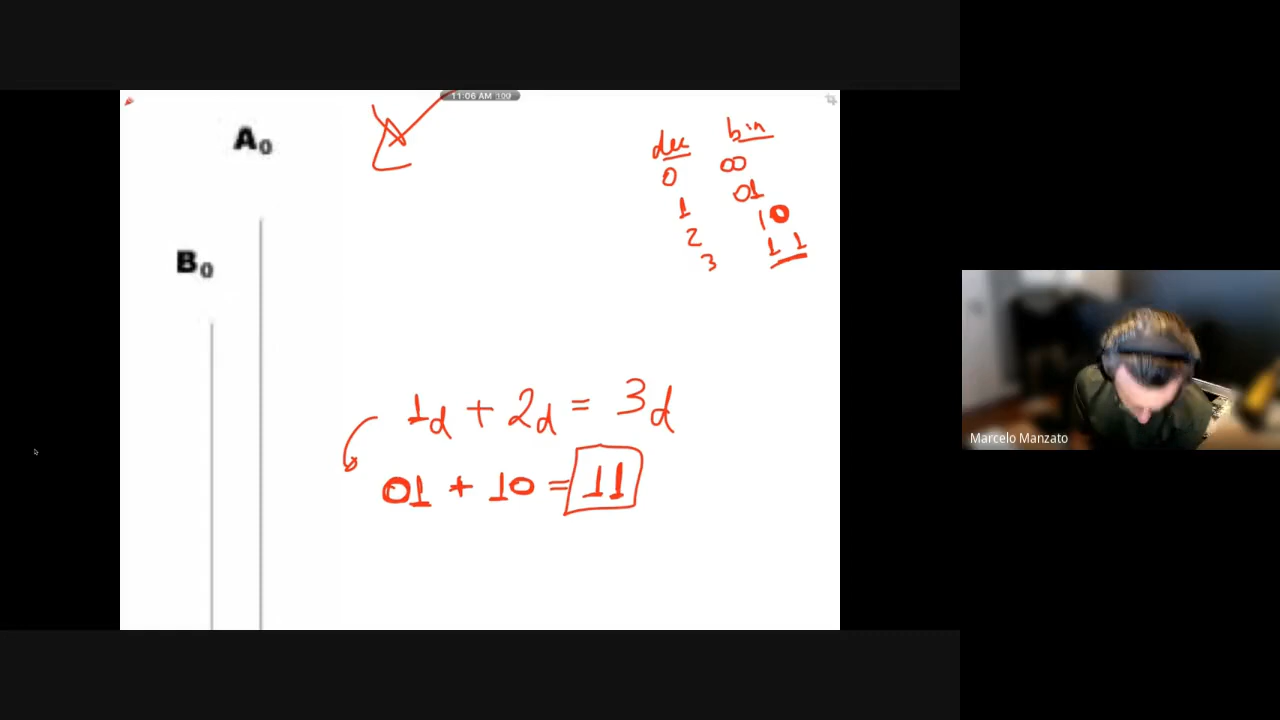 11:06 AM
A0
dec bin
0 00
1 01
2 10
3 11
B0
1d + 2d = 3d
01 + 10 = 11
Marcelo Manzato